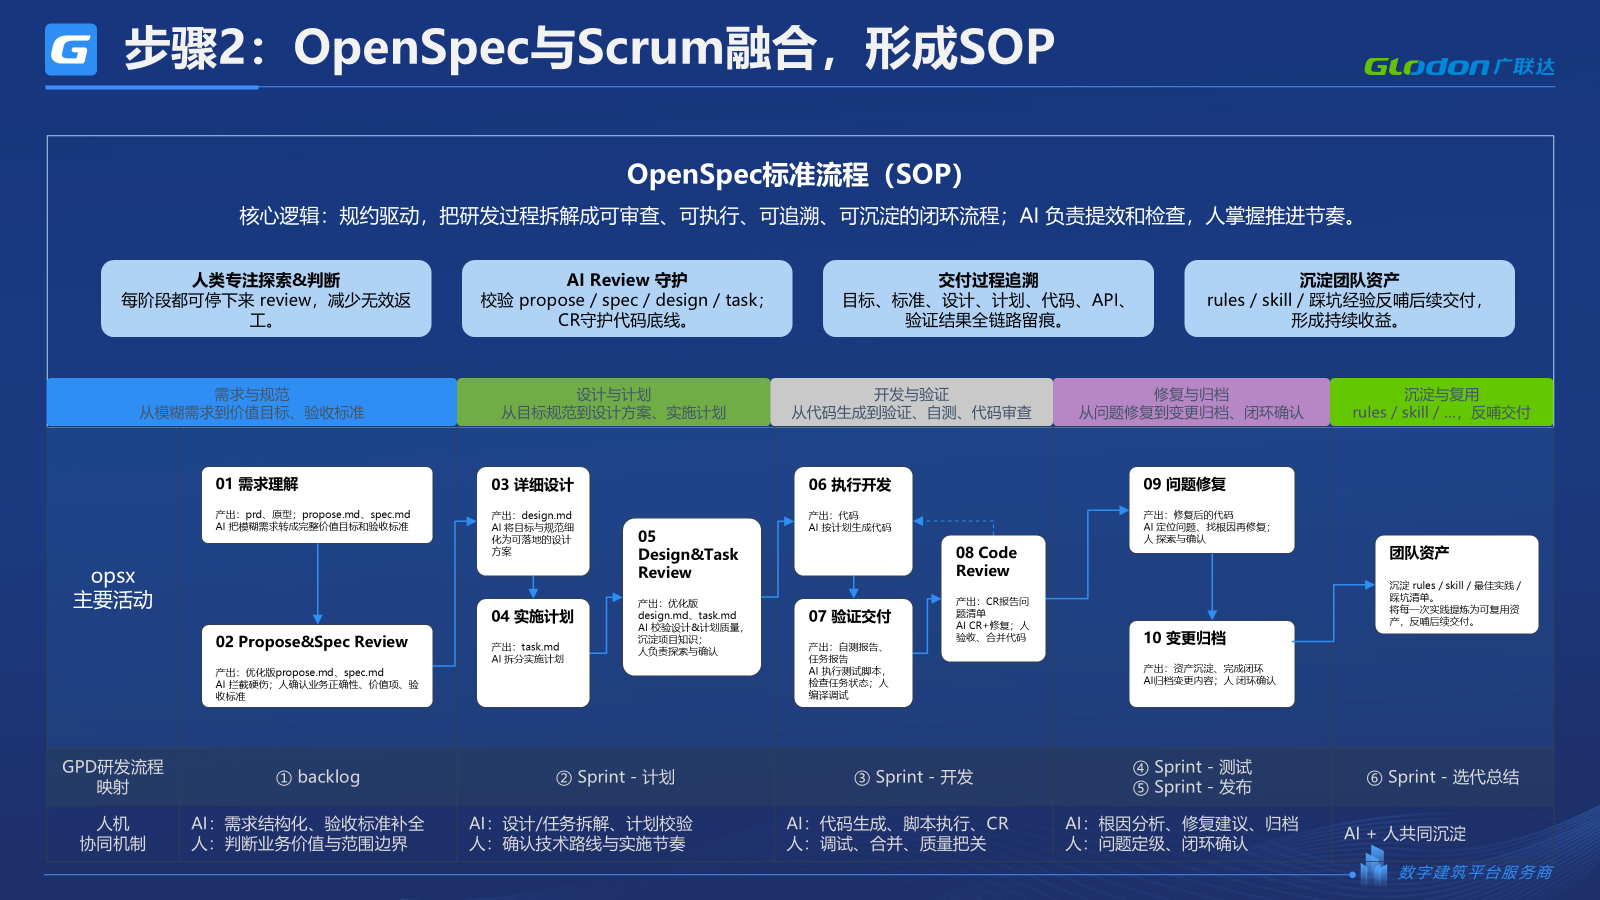 步骤2：OpenSpec与Scrum融合，形成SOP
GLodon广联达
OpenSpec标准流程（SOP）
核心逻辑：规约驱动，把研发过程拆解成可审查、可执行、可追溯、可沉淀的闭环流程；AI 负责提效和检查，人掌握推进节奏。
人类专注探索&判断
每阶段都可停下来 review，减少无效返
工。
AI Review 守护
校验 propose / spec / design / task；
CR守护代码底线。
交付过程追溯
目标、标准、设计、计划、代码、API、
验证结果全链路留痕。
沉淀团队资产
rules / skill / 踩坑经验反哺后续交付，
形成持续收益。
需求与规范
从模糊需求到价值目标、验收标准
设计与计划
从目标规范到设计方案、实施计划
开发与验证
从代码生成到验证、自测、代码审查
修复与归档
从问题修复到变更归档、闭环确认
沉淀与复用
rules / skill / ...，反哺交付
opsx
主要活动
01 需求理解
产出：prd、原型；propose.md、spec.md
AI 把模糊需求转成完整价值目标和验收标准
02 Propose&Spec Review
产出：优化版propose.md、spec.md
AI 拦截硬伤；人确认业务正确性、价值项、验
收标准
03 详细设计
产出：design.md
AI 将目标与规范细
化为可落地的设计
方案
04 实施计划
产出：task.md
AI 拆分实施计划
05
Design&Task
Review
产出：优化版
design.md、task.md
AI 校验设计&计划质量，
沉淀项目知识；
人负责探索与确认
06 执行开发
产出：代码
AI 按计划生成代码
07 验证交付
产出：自测报告、
任务报告
AI 执行测试脚本，
检查任务状态；人
编译调试
08 Code
Review
产出：CR报告问
题清单
AI CR+修复；人
验收、合并代码
09 问题修复
产出：修复后的代码
AI 定位问题、找根因再修复；
人 探索与确认
10 变更归档
产出：资产沉淀、完成闭环
AI归档变更内容；人 闭环确认
团队资产
沉淀 rules / skill / 最佳实践 /
踩坑清单。
将每一次实践提炼为可复用资
产，反哺后续交付。
GPD研发流程
映射
① backlog
② Sprint - 计划
③ Sprint - 开发
④ Sprint - 测试
⑤ Sprint - 发布
⑥ Sprint - 迭代总结
人机
协同机制
AI：需求结构化、验收标准补全
人：判断业务价值与范围边界
AI：设计/任务拆解、计划校验
人：确认技术路线与实施节奏
AI：代码生成、脚本执行、CR
人：调试、合并、质量把关
AI：根因分析、修复建议、归档
人：问题定级、闭环确认
AI + 人共同沉淀
数字建筑平台服务商